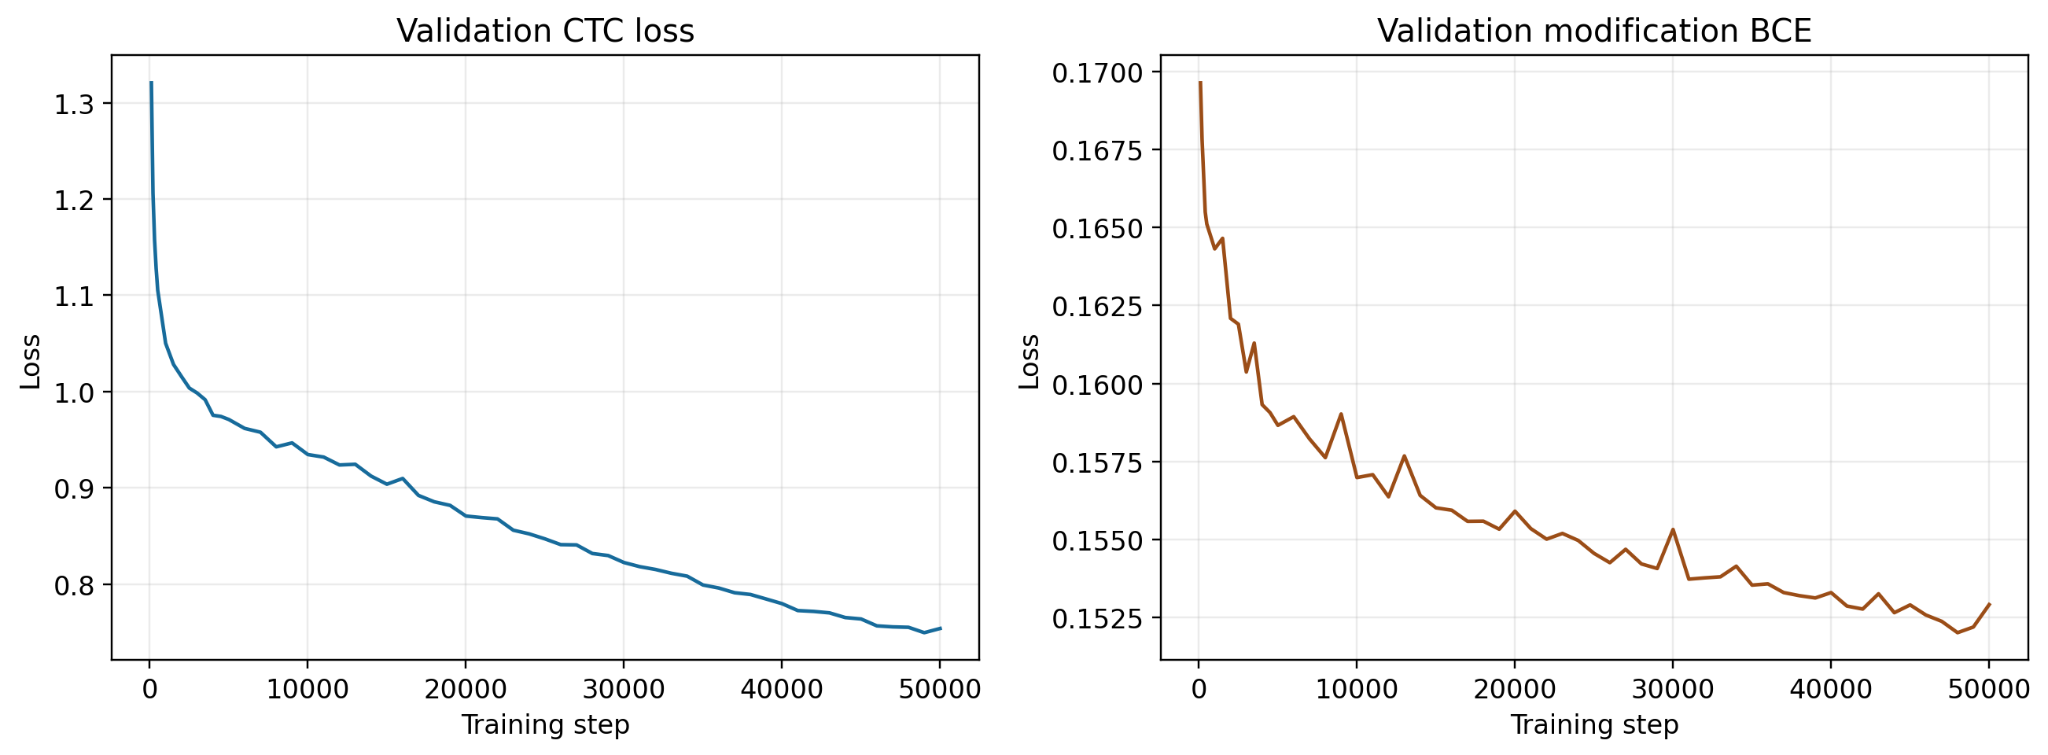 Validation CTC loss
1.3
1.2
1.1
1.0
0.9
0.8
Loss
0 10000 20000 30000 40000 50000
Training step
Validation modification BCE
0.1700
0.1675
0.1650
0.1625
0.1600
0.1575
0.1550
0.1525
Loss
0 10000 20000 30000 40000 50000
Training step